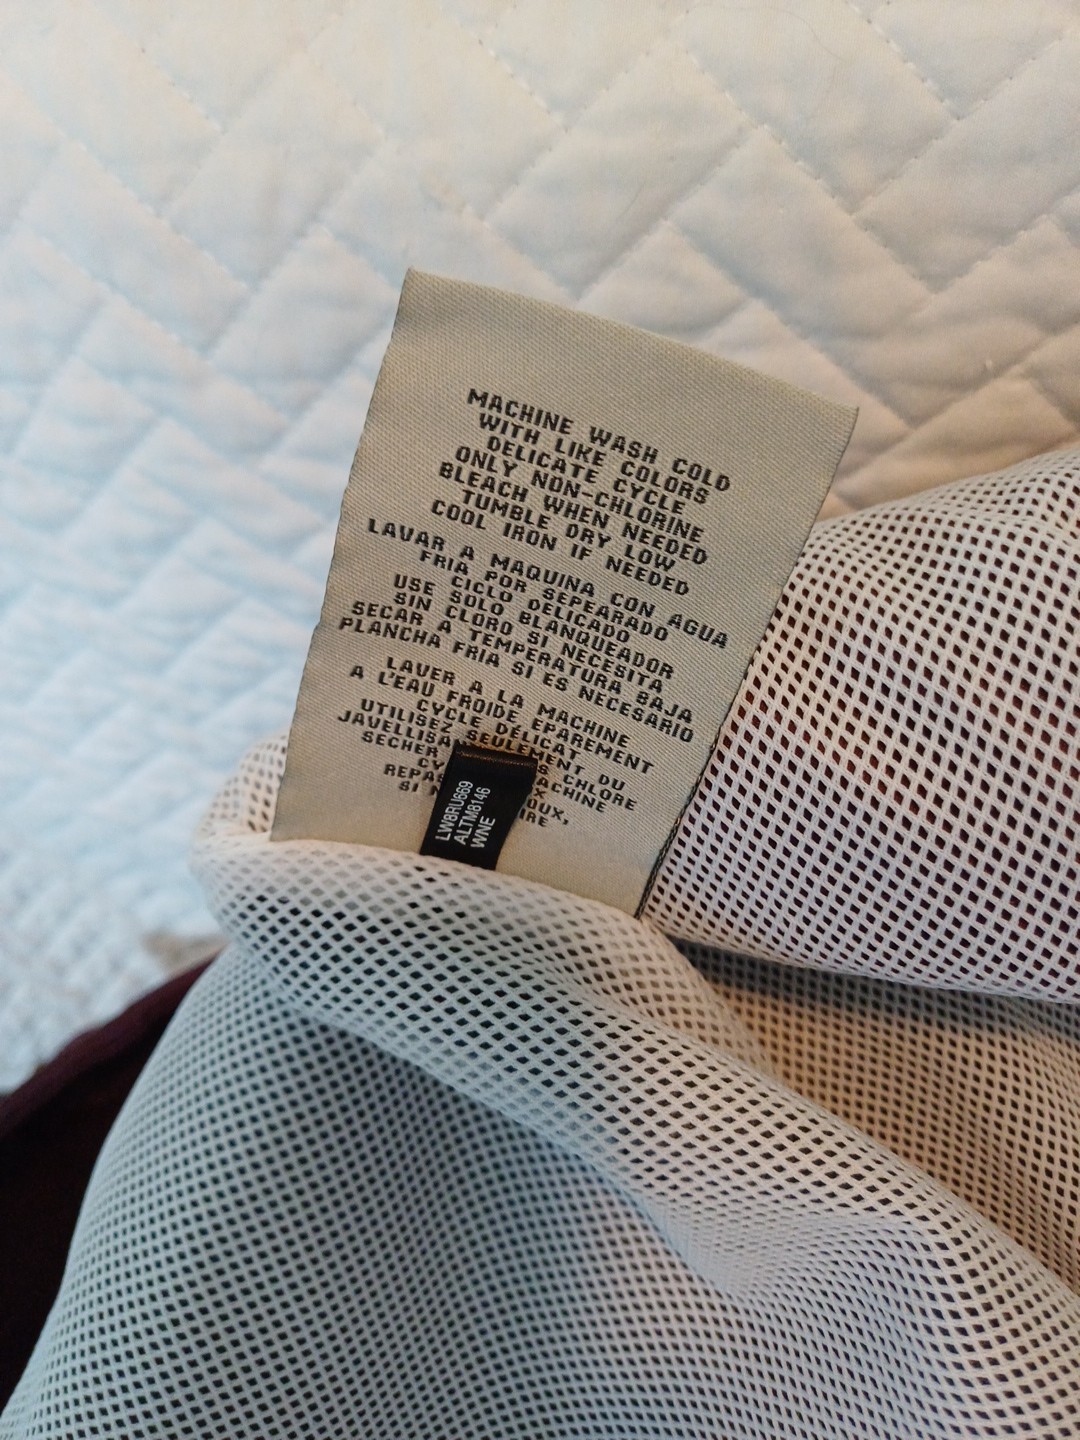 MACHINE WASH COLD
WITH LIKE COLORS
DELICATE CYCLE
ONLY NON-CHLORINE
BLEACH WHEN NEEDED
TUMBLE DRY LOW
COOL IRON IF NEEDED
LAVAR A MAQUINA CON AGUA
FRIA POR SEPEARADO
CICLO DELICADO
USE SOLO BLANQUEADOR
SIN CLORO SI NECESITA
SECAR A TEMPERATURA BAJA
PLANCHA FRIA SI ES NECESARIO
LAVER A LA MACHINE
A L'EAU FROIDE EPAREMENT
CYCLE DELICAT
UTILISEZ SEULEMENT DU
CHLORE
SECHER
LW8RU669
ALTM8146
WNE